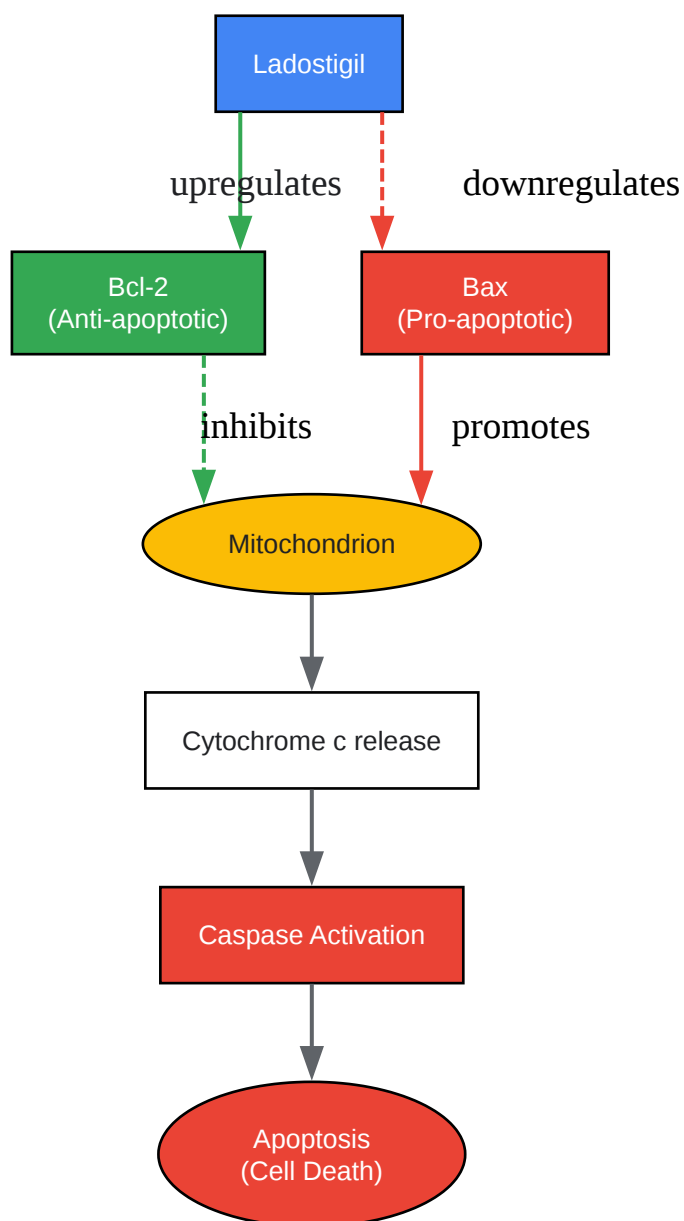 Ladostigil
upregulates
downregulates
Bcl-2
(Anti-apoptotic)
Bax
(Pro-apoptotic)
inhibits
promotes
Mitochondrion
Cytochrome c release
Caspase Activation
Apoptosis
(Cell Death)